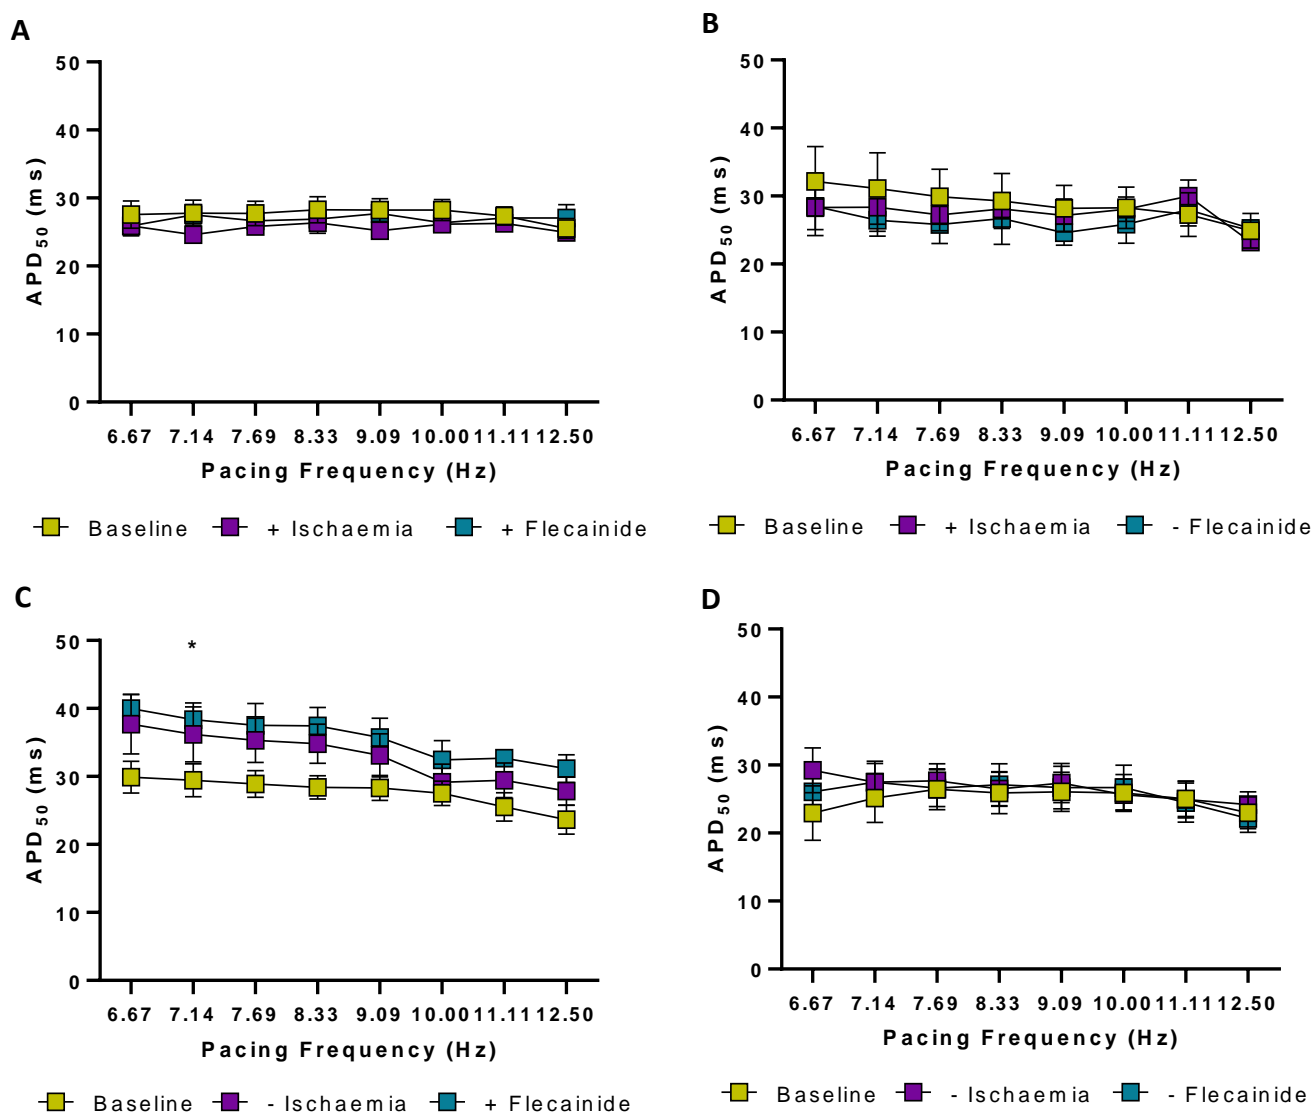 A
50
40
30
20
10
0
APD50 (ms)
6.67 7.14 7.69 8.33 9.09 10.00 11.11 12.50
Pacing Frequency (Hz)
Baseline + Ischaemia + Flecainide
B
50
40
30
20
10
0
APD50 (ms)
6.67 7.14 7.69 8.33 9.09 10.00 11.11 12.50
Pacing Frequency (Hz)
Baseline + Ischaemia - Flecainide
C
*
50
40
30
20
10
0
APD50 (ms)
6.67 7.14 7.69 8.33 9.09 10.00 11.11 12.50
Pacing Frequency (Hz)
Baseline - Ischaemia + Flecainide
D
50
40
30
20
10
0
APD50 (ms)
6.67 7.14 7.69 8.33 9.09 10.00 11.11 12.50
Pacing Frequency (Hz)
Baseline - Ischaemia - Flecainide